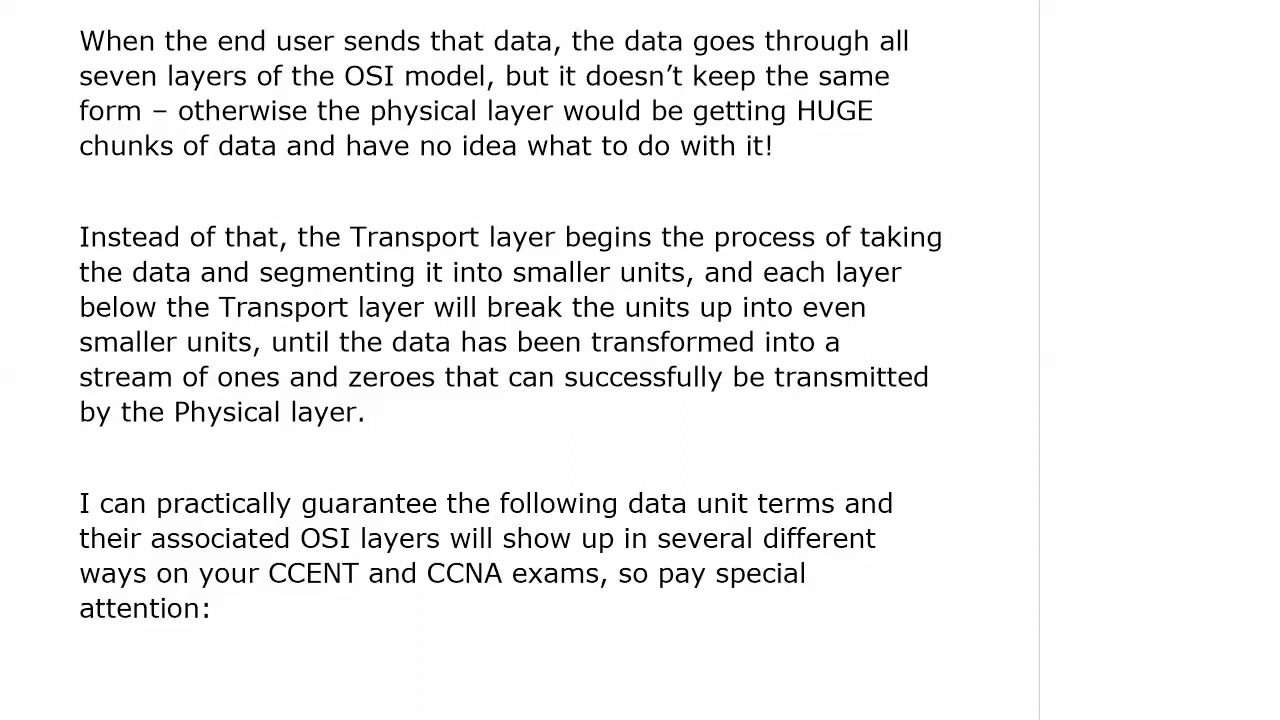 When the end user sends that data, the data goes through all
seven layers of the OSI model, but it doesn’t keep the same
form – otherwise the physical layer would be getting HUGE
chunks of data and have no idea what to do with it!
Instead of that, the Transport layer begins the process of taking
the data and segmenting it into smaller units, and each layer
below the Transport layer will break the units up into even
smaller units, until the data has been transformed into a
stream of ones and zeroes that can successfully be transmitted
by the Physical layer.
I can practically guarantee the following data unit terms and
their associated OSI layers will show up in several different
ways on your CCENT and CCNA exams, so pay special
attention: